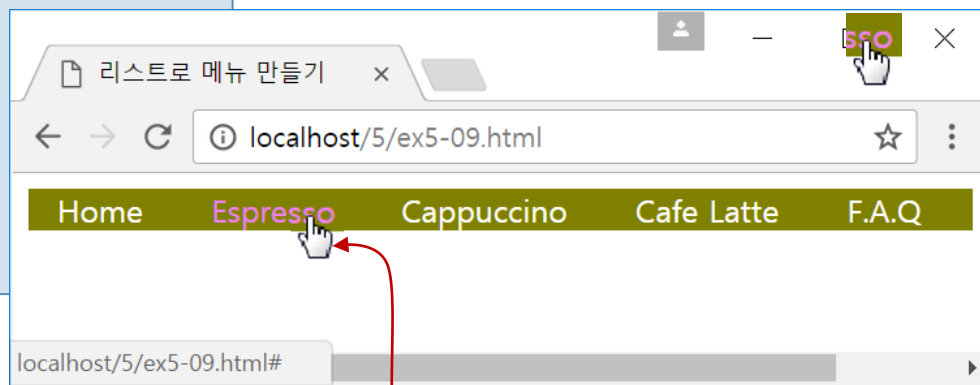 sso
리스트로 메뉴 만들기
localhost/5/ex5-09.html
Home Espresso Cappuccino Cafe Latte F.A.Q
localhost/5/ex5-09.html#